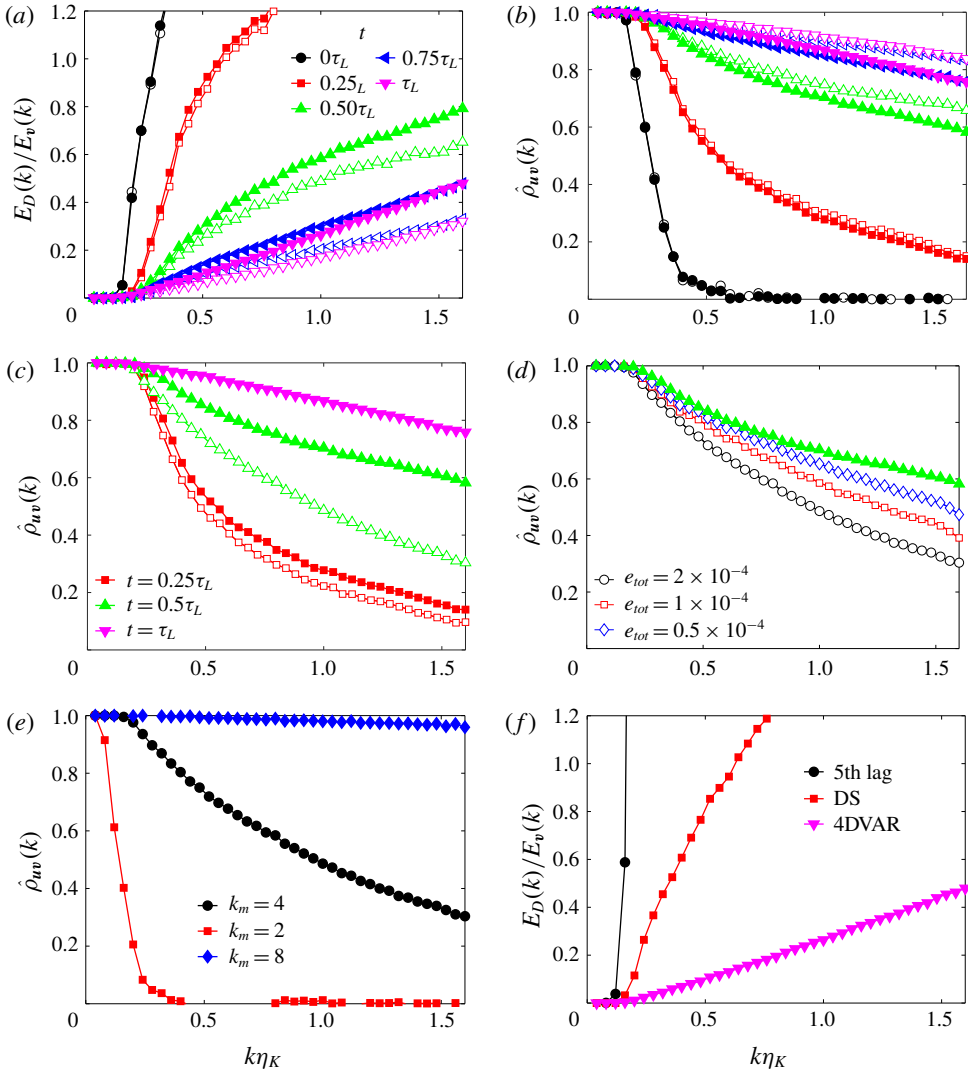 (a)
1.2
1.0
0.8
0.6
0.4
0.2
0
0.5
1.0
1.5
E_D(k)/E_v(k)
t
0τ_L
0.25_L
0.50τ_L
0.75τ_L
τ_L
(b)
1.0
0.8
0.6
0.4
0.2
0
0.5
1.0
1.5
ρ̂_uv(k)
(c)
1.0
0.8
0.6
0.4
0.2
0
0.5
1.0
1.5
ρ̂_uv(k)
t = 0.25τ_L
t = 0.5τ_L
t = τ_L
(d)
1.0
0.8
0.6
0.4
0.2
0
0.5
1.0
1.5
ρ̂_uv(k)
e_tot = 2 × 10⁻⁴
e_tot = 1 × 10⁻⁴
e_tot = 0.5 × 10⁻⁴
(e)
1.0
0.8
0.6
0.4
0.2
0
0.5
1.0
1.5
ρ̂_uv(k)
k_m = 4
k_m = 2
k_m = 8
kη_K
(f)
1.2
1.0
0.8
0.6
0.4
0.2
0
0.5
1.0
1.5
E_D(k)/E_v(k)
5th lag
DS
4DVAR
kη_K